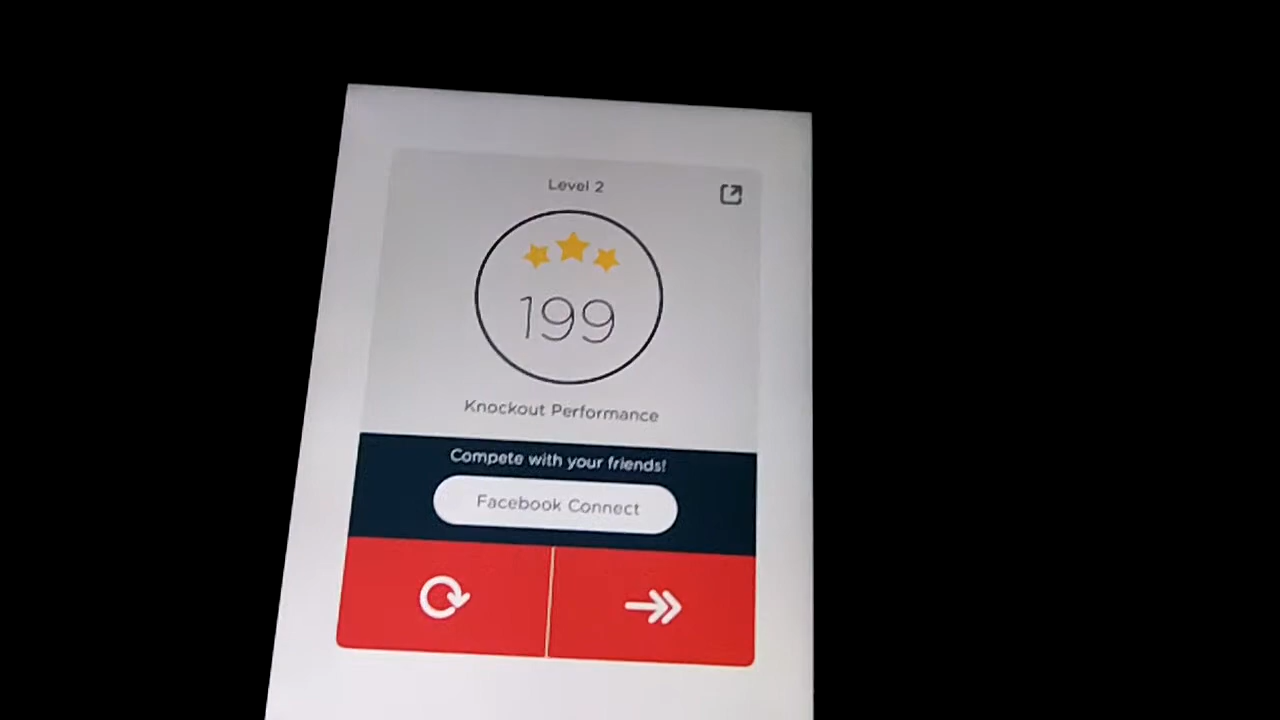 Level 2
199
Knockout Performance
Compete with your friends!
Facebook Connect